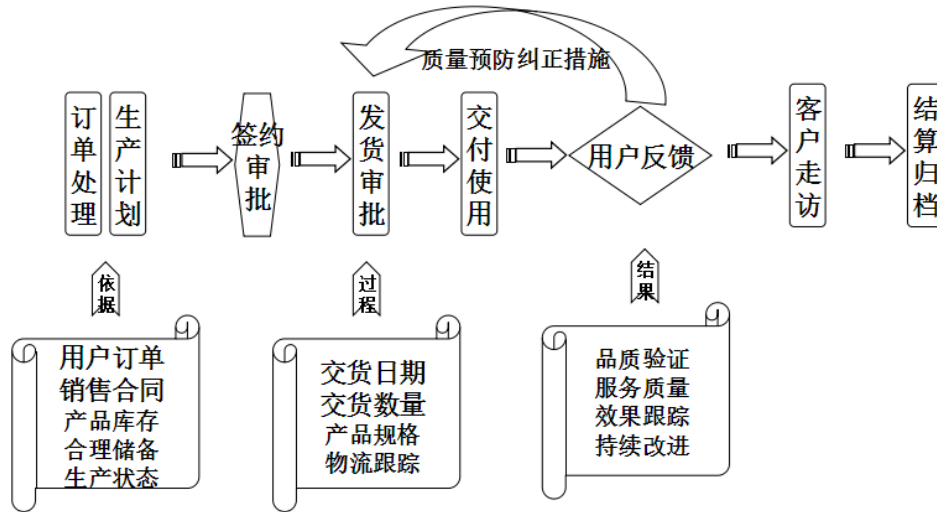 质量预防纠正措施
订单处理
生产计划
签约
审批
发货审批
交付使用
用户反馈
客户走访
结算归档
依据
过程
结果
用户订单
销售合同
产品库存
合理储备
生产状态
交货日期
交货数量
产品规格
物流跟踪
品质验证
服务质量
效果跟踪
持续改进